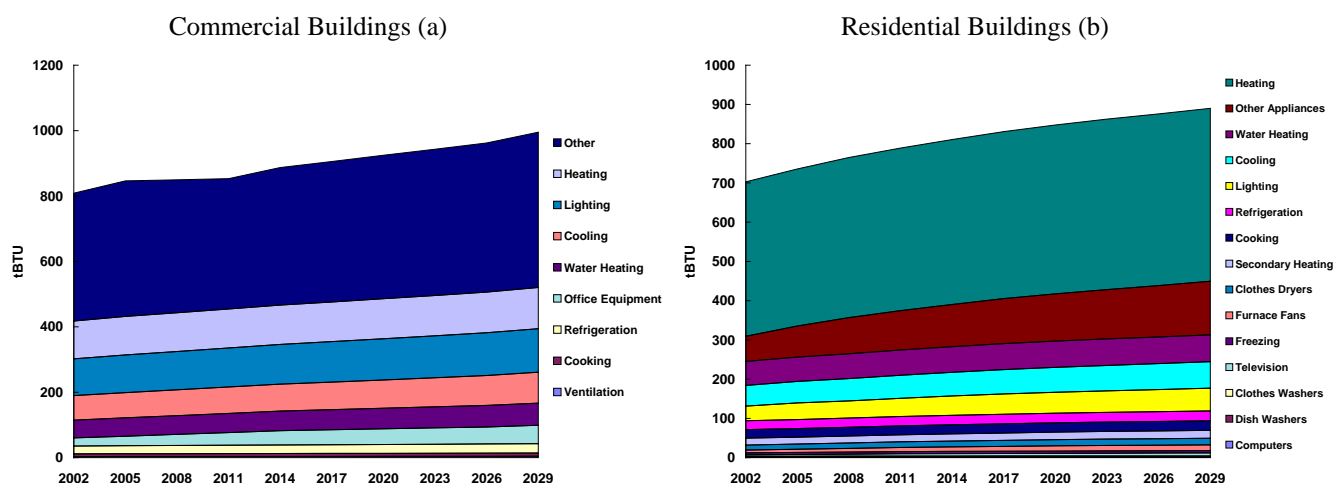 Commercial Buildings (a)
1200
1000
800
600
400
200
0
tBTU
2002 2005 2008 2011 2014 2017 2020 2023 2026 2029
Other
Heating
Lighting
Cooling
Water Heating
Office Equipment
Refrigeration
Cooking
Ventilation
Residential Buildings (b)
1000
900
800
700
600
500
400
300
200
100
0
tBTU
2002 2005 2008 2011 2014 2017 2020 2023 2026 2029
Heating
Other Appliances
Water Heating
Cooling
Lighting
Refrigeration
Cooking
Secondary Heating
Clothes Dryers
Furnace Fans
Freezing
Television
Clothes Washers
Dish Washers
Computers